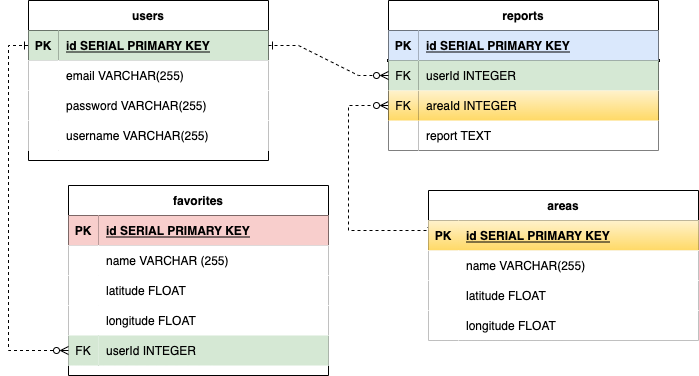 users
PK id SERIAL PRIMARY KEY
email VARCHAR(255)
password VARCHAR(255)
username VARCHAR(255)
reports
PK id SERIAL PRIMARY KEY
FK userId INTEGER
FK areaId INTEGER
report TEXT
favorites
PK id SERIAL PRIMARY KEY
name VARCHAR (255)
latitude FLOAT
longitude FLOAT
FK userId INTEGER
areas
PK id SERIAL PRIMARY KEY
name VARCHAR(255)
latitude FLOAT
longitude FLOAT